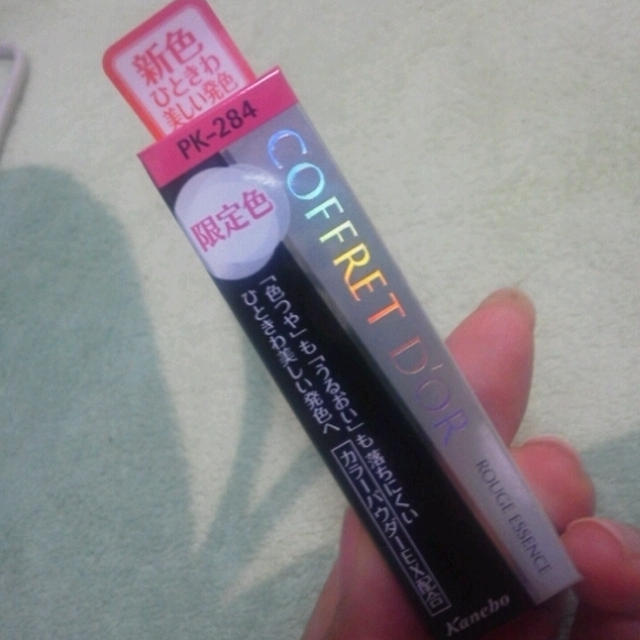 新色
ひときわ
美しい発色
PK-284
限定色
COFFRET D'OR
ROUGE ESSENCE
「色つや」も「うるおい」も落ちにくい
ひときわ美しい発色へ
カラーパウダーEX配合
Kanebo